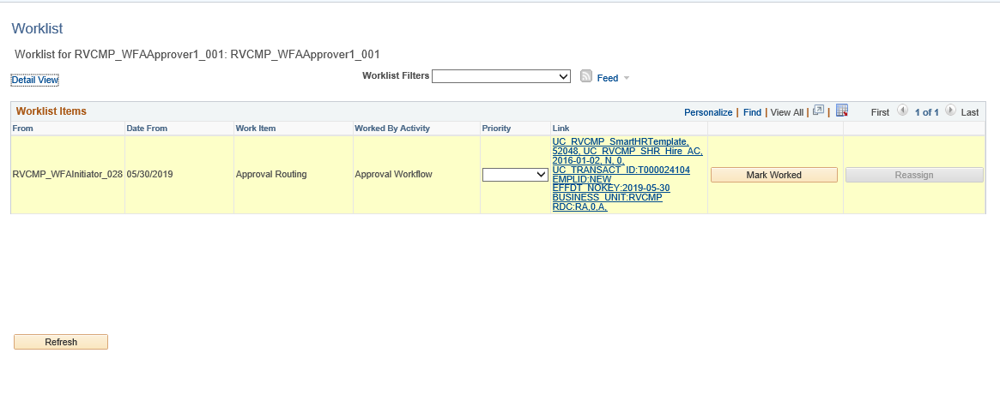 Worklist
Worklist for RVCMP_WFAApprover1_001: RVCMP_WFAApprover1_001
Detail View
Worklist Filters
Feed
Worklist Items
Personalize | Find | View All | |
First 1 of 1 Last
From Date From Work Item Worked By Activity Priority Link
RVCMP_WFAInitiator_028 05/30/2019 Approval Routing Approval Workflow
UC_RVCMP_SmartHRTemplate,
52048, UC_RVCMP_SHR_Hire_AC,
2016-01-02, N, 0,
UC_TRANSACT_ID:T000024104
EMPLID:NEW
EFFDT_NOKEY:2019-05-30
BUSINESS_UNIT:RVCMP
RDC:RA,0,A,
Mark Worked
Reassign
Refresh